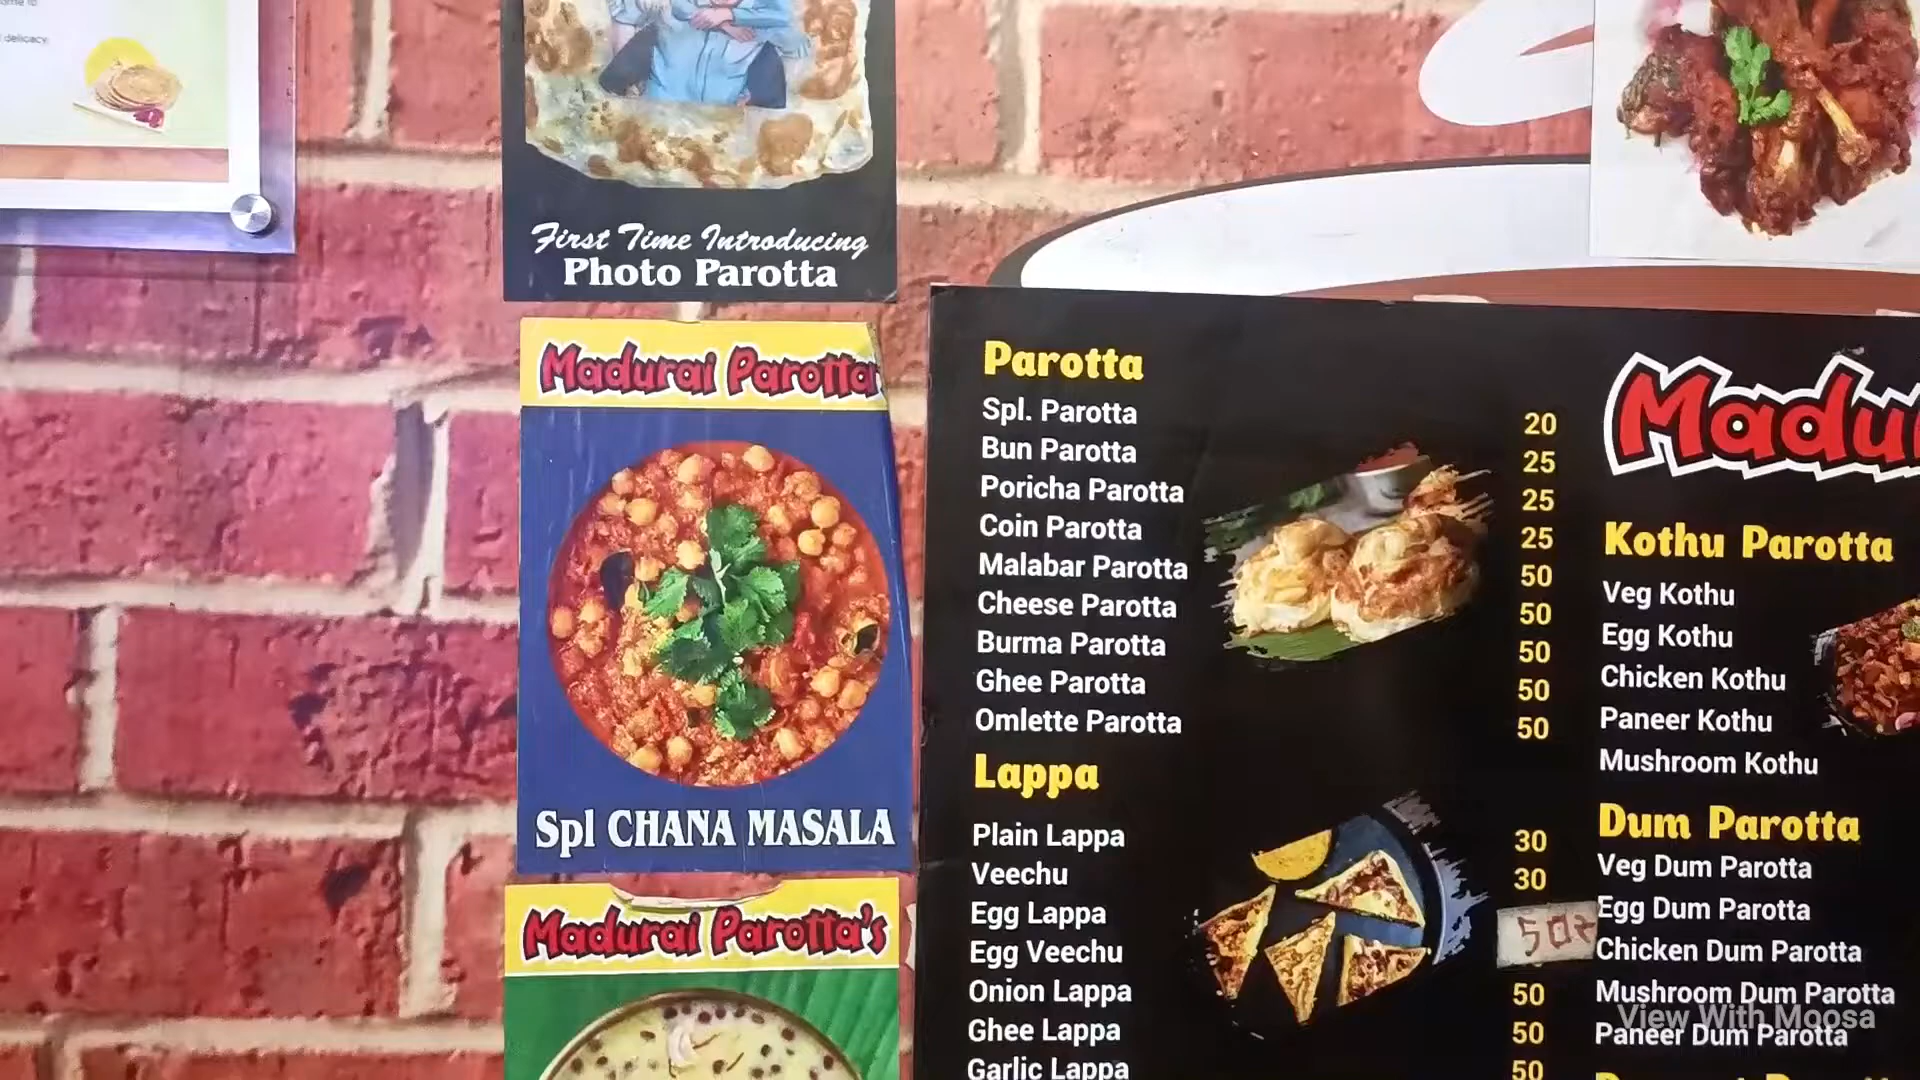 delicacy
First Time Introducing
Photo Parotta
Madurai Parotta
Spl CHANA MASALA
Madurai Parotta's
Parotta
Spl. Parotta 20
Bun Parotta 25
Poricha Parotta 25
Coin Parotta 25
Malabar Parotta 50
Cheese Parotta 50
Burma Parotta 50
Ghee Parotta 50
Omlette Parotta 50
Lappa
Plain Lappa 30
Veechu 30
Egg Lappa 50
Egg Veechu
Onion Lappa 50
Ghee Lappa 50
Garlic Lappa 50
Madu
Kothu Parotta
Veg Kothu
Egg Kothu
Chicken Kothu
Paneer Kothu
Mushroom Kothu
Dum Parotta
Veg Dum Parotta
Egg Dum Parotta
Chicken Dum Parotta
Mushroom Dum Parotta
Paneer Dum Parotta
View With Moosa